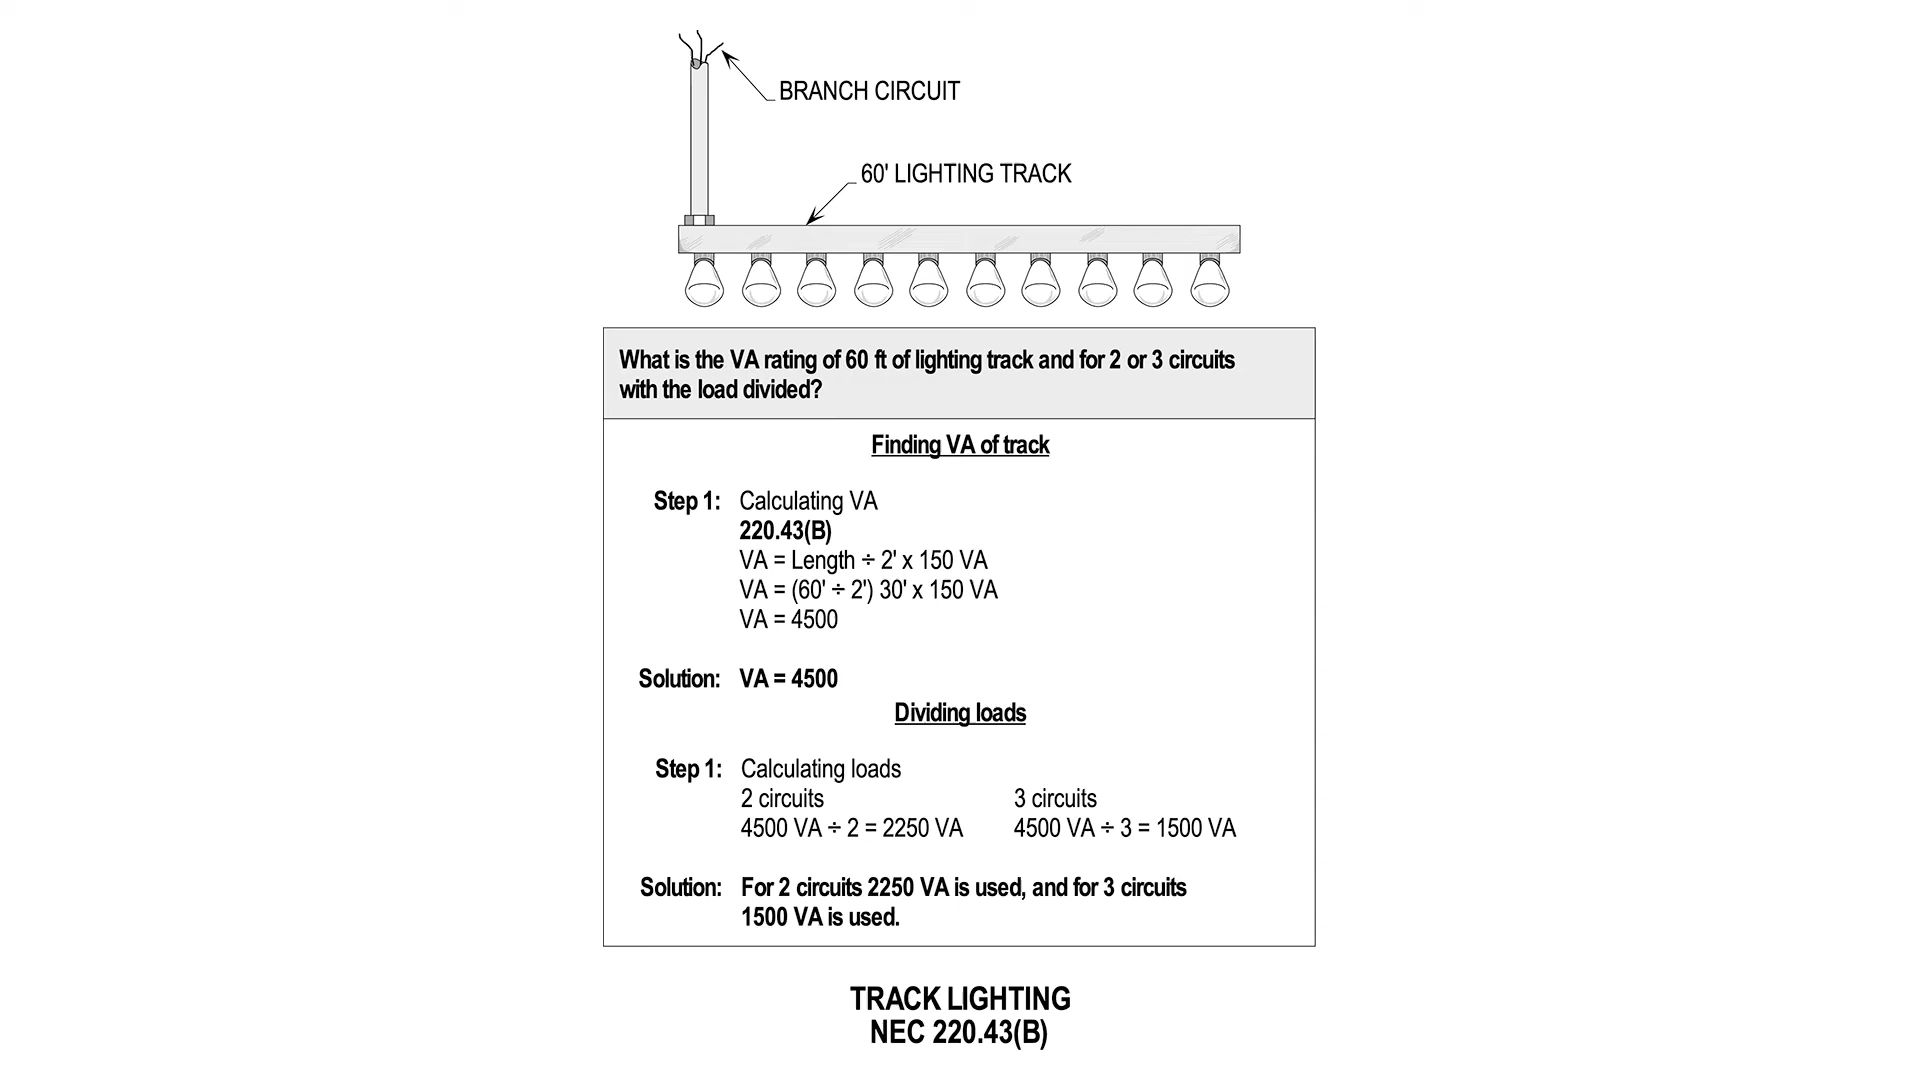 BRANCH CIRCUIT
60' LIGHTING TRACK
What is the VA rating of 60 ft of lighting track and for 2 or 3 circuits
with the load divided?
Finding VA of track
Step 1: Calculating VA
220.43(B)
VA = Length ÷ 2' x 150 VA
VA = (60' ÷ 2') 30' x 150 VA
VA = 4500
Solution: VA = 4500
Dividing loads
Step 1: Calculating loads
2 circuits 3 circuits
4500 VA ÷ 2 = 2250 VA 4500 VA ÷ 3 = 1500 VA
Solution: For 2 circuits 2250 VA is used, and for 3 circuits
1500 VA is used.
TRACK LIGHTING
NEC 220.43(B)